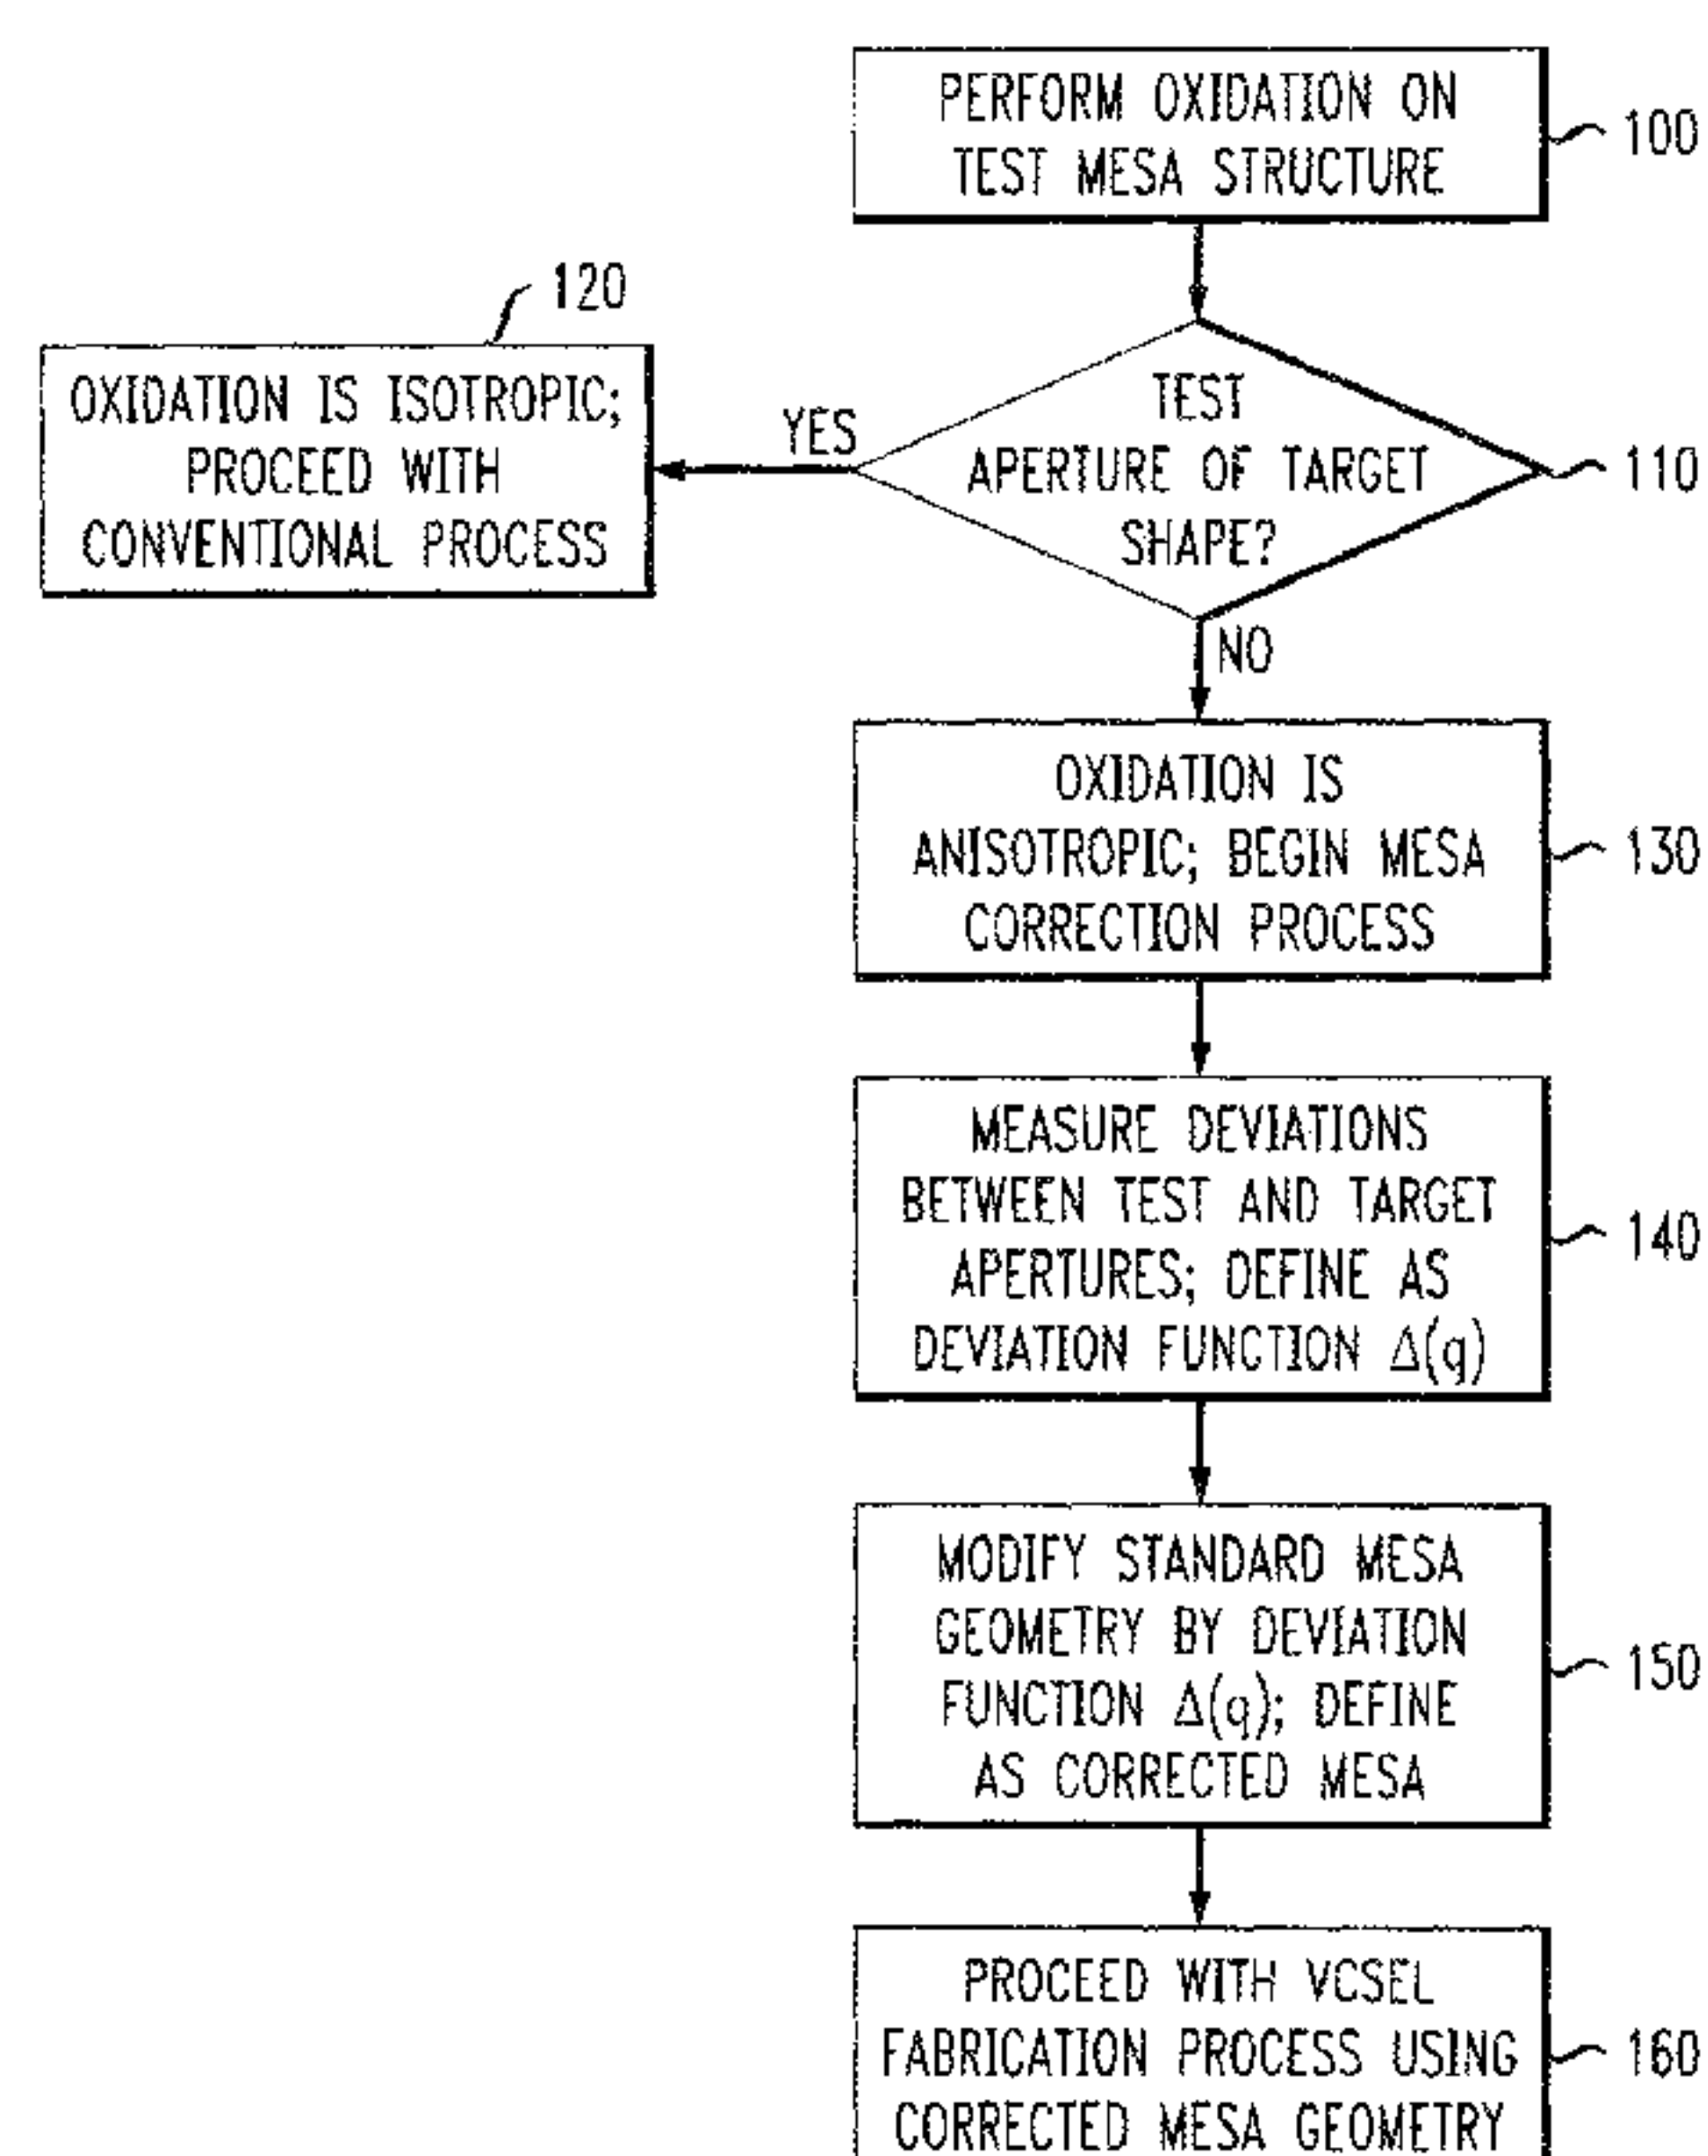 PERFORM OXIDATION ON
TEST MESA STRUCTURE
100
120
OXIDATION IS ISOTROPIC;
PROCEED WITH
CONVENTIONAL PROCESS
YES
TEST
APERTURE OF TARGET
SHAPE?
110
NO
OXIDATION IS
ANISOTROPIC; BEGIN MESA
CORRECTION PROCESS
130
MEASURE DEVIATIONS
BETWEEN TEST AND TARGET
APERTURES; DEFINE AS
DEVIATION FUNCTION Δ(q)
140
MODIFY STANDARD MESA
GEOMETRY BY DEVIATION
FUNCTION Δ(q); DEFINE
AS CORRECTED MESA
150
PROCEED WITH VCSEL
FABRICATION PROCESS USING
CORRECTED MESA GEOMETRY
160